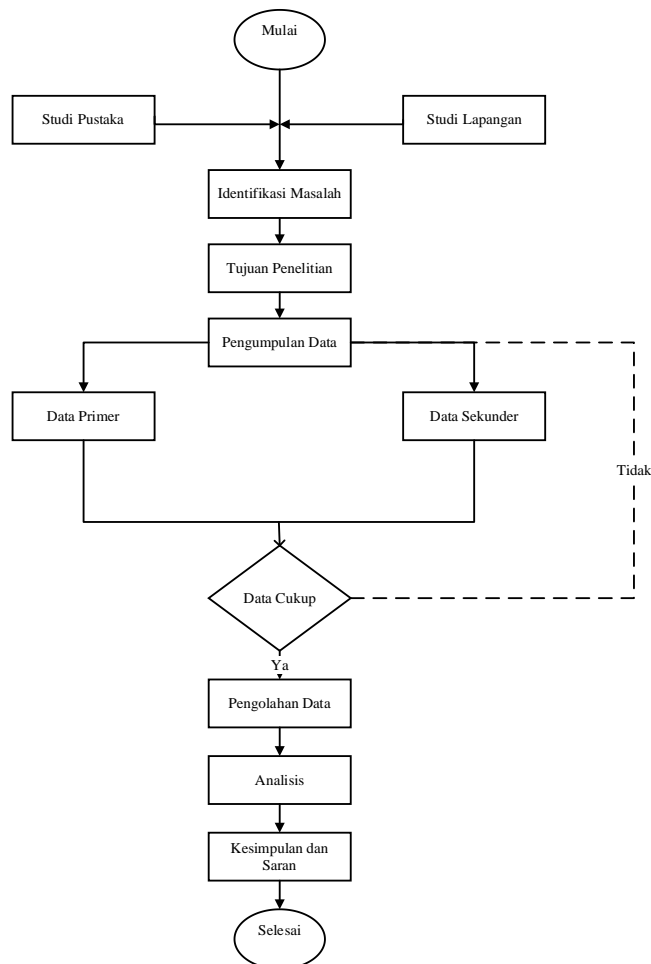 Mulai
Studi Pustaka
Studi Lapangan
Identifikasi Masalah
Tujuan Penelitian
Pengumpulan Data
Data Primer
Data Sekunder
Tidak
Data Cukup
Ya
Pengolahan Data
Analisis
Kesimpulan dan
Saran
Selesai